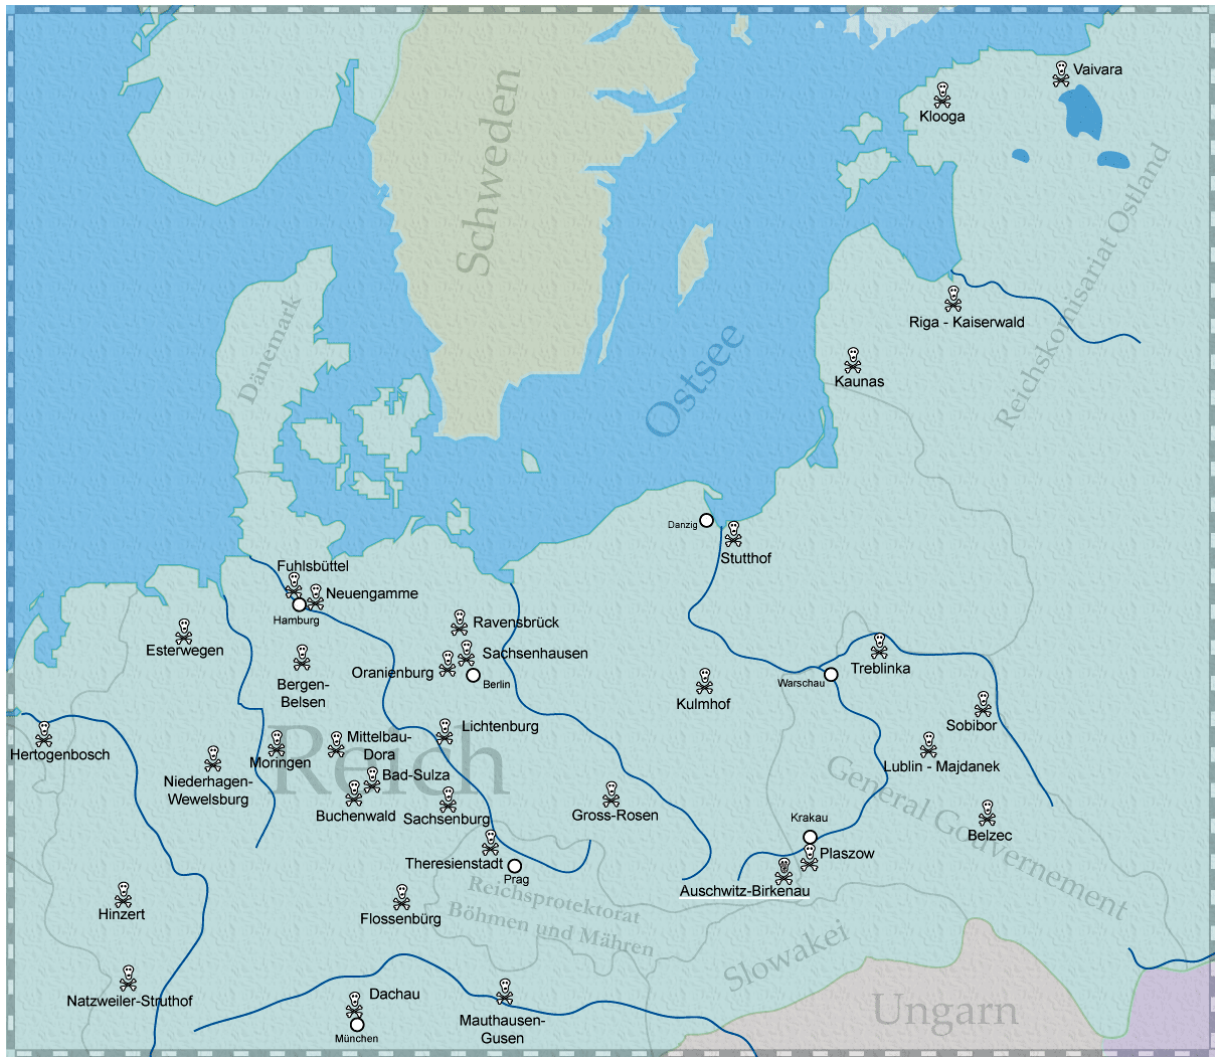 Schweden
Vaivara
Klooga
Reichskomisariat Ostland
Dänemark
Riga - Kaiserwald
Ostsee
Kaunas
Danzig
Stutthof
Fuhlsbüttel
Neuengamme
Hamburg
Esterwegen
Ravensbrück
Sachsenhausen
Oranienburg
Berlin
Bergen-
Belsen
Treblinka
Warschau
Kulmhof
Sobibor
Hertogenbosch
Lichtenburg
Mittelbau-
Dora
Moringen
Reich
Niederhagen-
Wewelsburg
Bad-Sulza
Buchenwald
Sachsenburg
Gross-Rosen
Lublin - Majdanek
General Gouvernement
Belzec
Krakau
Plaszow
Auschwitz-Birkenau
Theresienstadt
Prag
Reichsprotektorat
Böhmen und Mähren
Hinzert
Flossenbürg
Slowakei
Natzweiler-Struthof
Dachau
München
Mauthausen-
Gusen
Ungarn